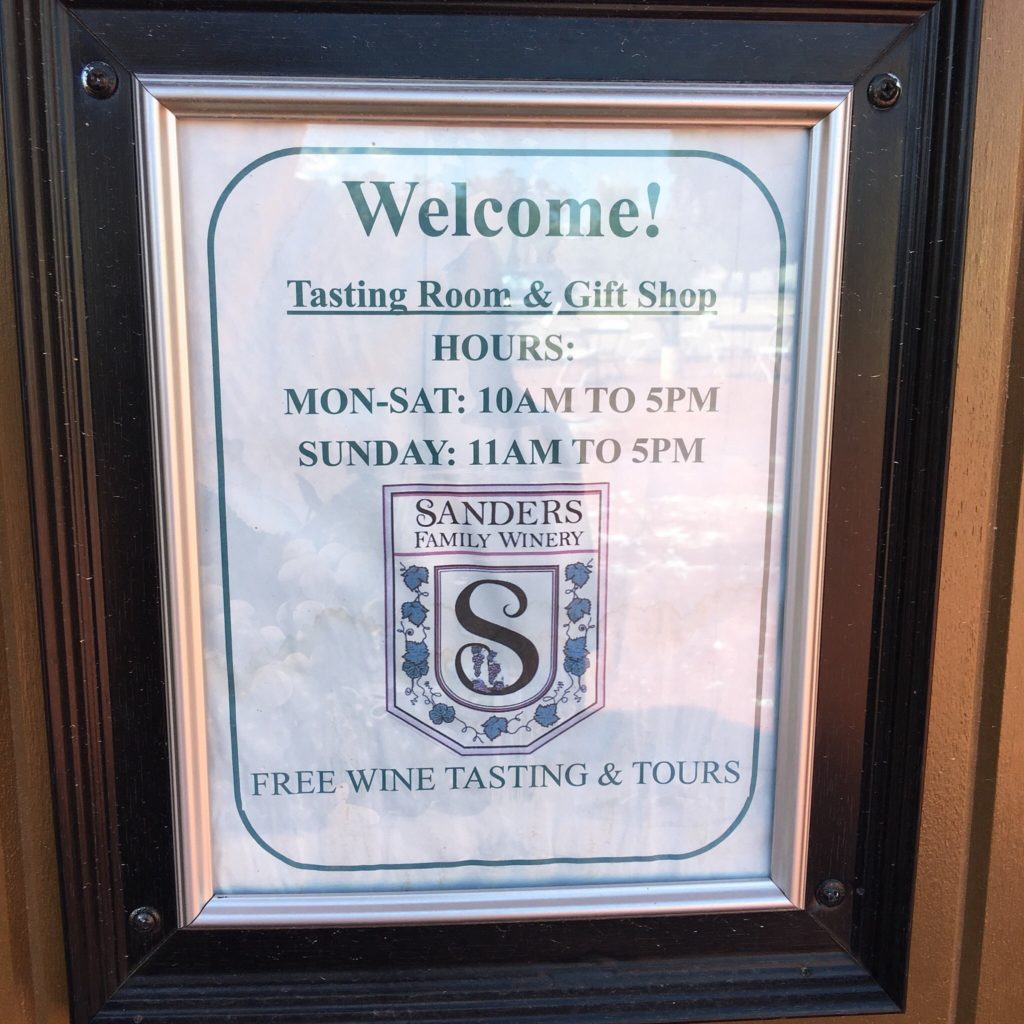 Welcome!
Tasting Room & Gift Shop
HOURS:
MON-SAT: 10AM TO 5PM
SUNDAY: 11AM TO 5PM
SANDERS
FAMILY WINERY
S
FREE WINE TASTING & TOURS